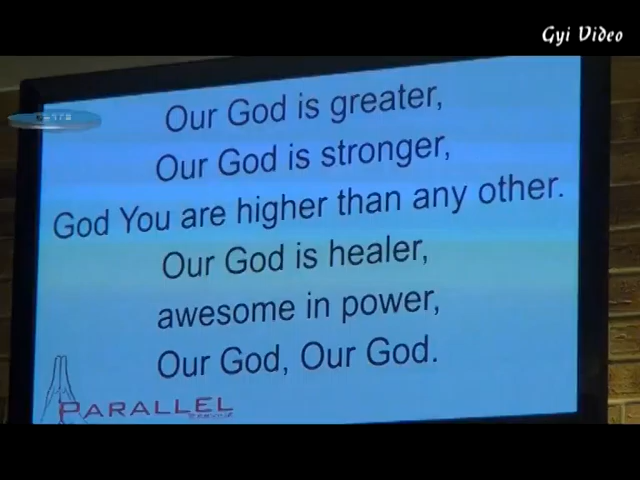 Gyi Video
Our God is greater,
Our God is stronger,
God You are higher than any other.
Our God is healer,
awesome in power,
Our God, Our God.
PARALLEL